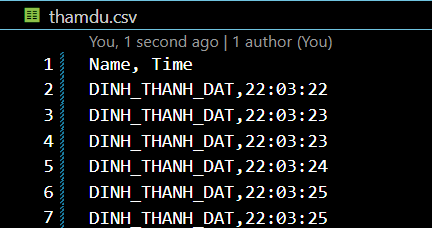 thamdu.csv
You, 1 second ago | 1 author (You)
1 Name, Time
2 DINH_THANH_DAT,22:03:22
3 DINH_THANH_DAT,22:03:23
4 DINH_THANH_DAT,22:03:23
5 DINH_THANH_DAT,22:03:24
6 DINH_THANH_DAT,22:03:25
7 DINH_THANH_DAT,22:03:25